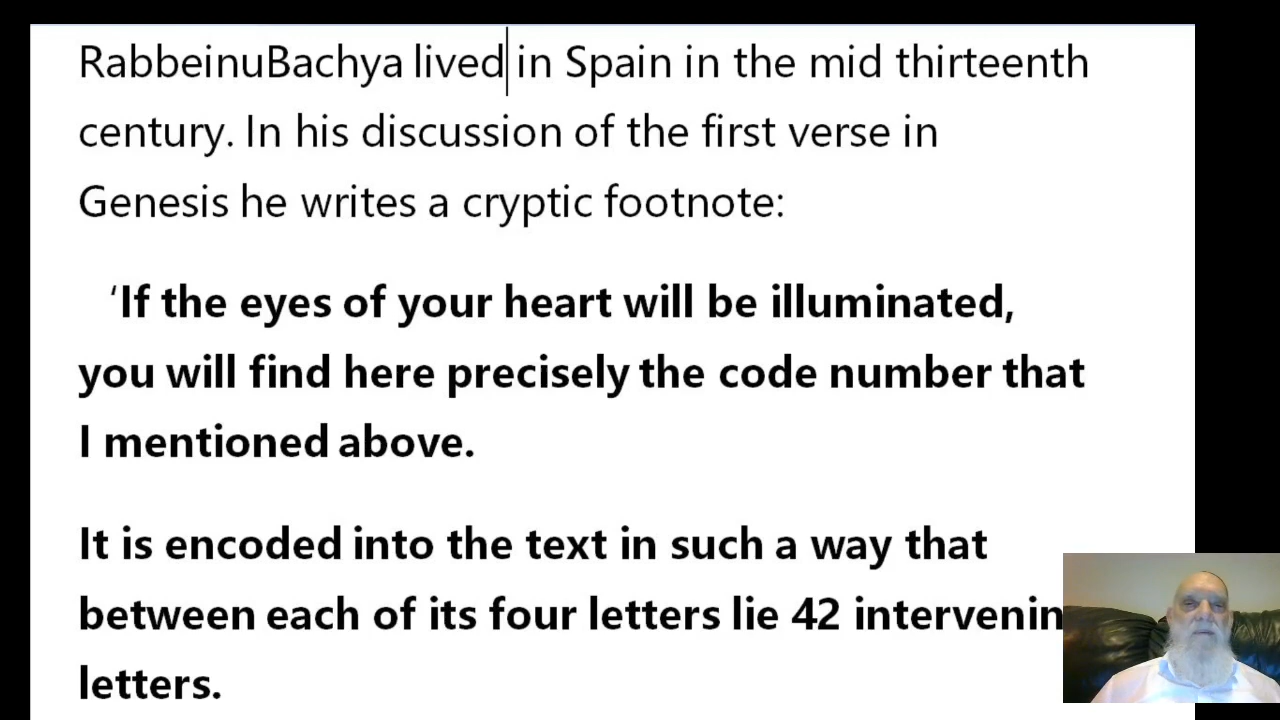 RabbeinuBachya lived in Spain in the mid thirteenth
century. In his discussion of the first verse in
Genesis he writes a cryptic footnote:
‘If the eyes of your heart will be illuminated,
you will find here precisely the code number that
I mentioned above.
It is encoded into the text in such a way that
between each of its four letters lie 42 intervenin
letters.